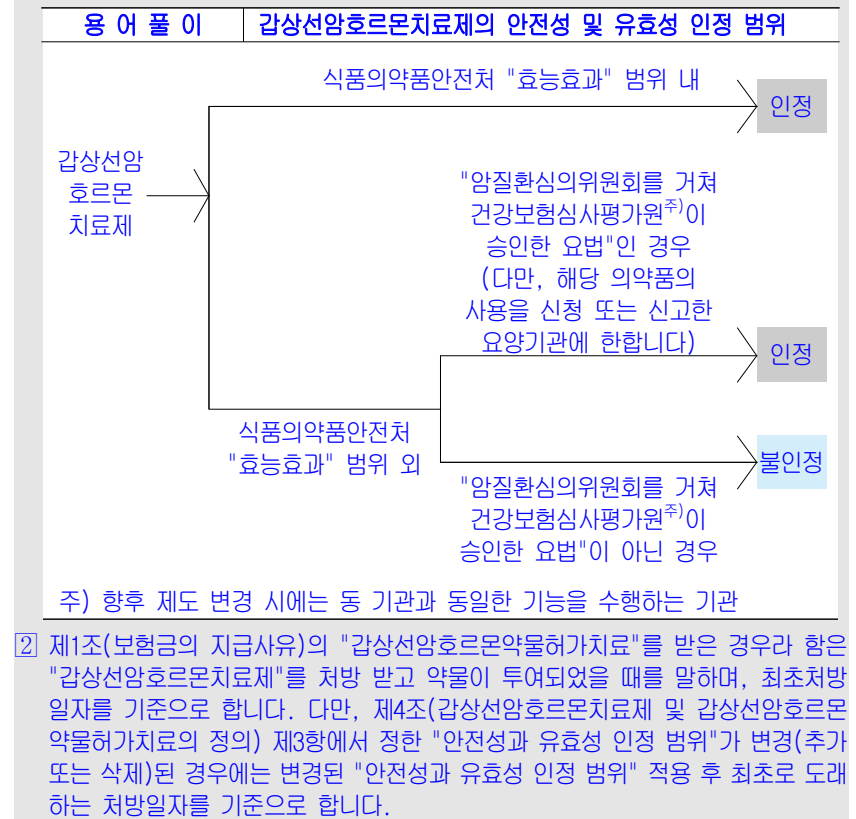 용 어 풀 이 갑상선암호르몬치료제의 안전성 및 유효성 인정 범위
식품의약품안전처 "효능효과" 범위 내
인정
갑상선암
호르몬
치료제
"암질환심의위원회를 거쳐
건강보험심사평가원주)이
승인한 요법"인 경우
(다만, 해당 의약품의
사용을 신청 또는 신고한
요양기관에 한합니다)
인정
식품의약품안전처
"효능효과" 범위 외
불인정
"암질환심의위원회를 거쳐
건강보험심사평가원주)이
승인한 요법"이 아닌 경우
주) 향후 제도 변경 시에는 동 기관과 동일한 기능을 수행하는 기관
2 제1조(보험금의 지급사유)의 "갑상선암호르몬약물허가치료"를 받은 경우라 함은
"갑상선암호르몬치료제"를 처방 받고 약물이 투여되었을 때를 말하며, 최초처방
일자를 기준으로 합니다. 다만, 제4조(갑상선암호르몬치료제 및 갑상선암호르몬
약물허가치료의 정의) 제3항에서 정한 "안전성과 유효성 인정 범위"가 변경(추가
또는 삭제)된 경우에는 변경된 "안전성과 유효성 인정 범위" 적용 후 최초로 도래
하는 처방일자를 기준으로 합니다.